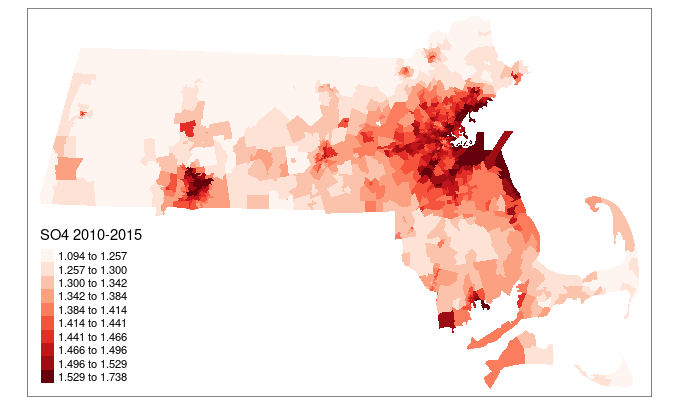 SO4 2010-2015
1.094 to 1.257
1.257 to 1.300
1.300 to 1.342
1.342 to 1.384
1.384 to 1.414
1.414 to 1.441
1.441 to 1.466
1.466 to 1.496
1.496 to 1.529
1.529 to 1.738